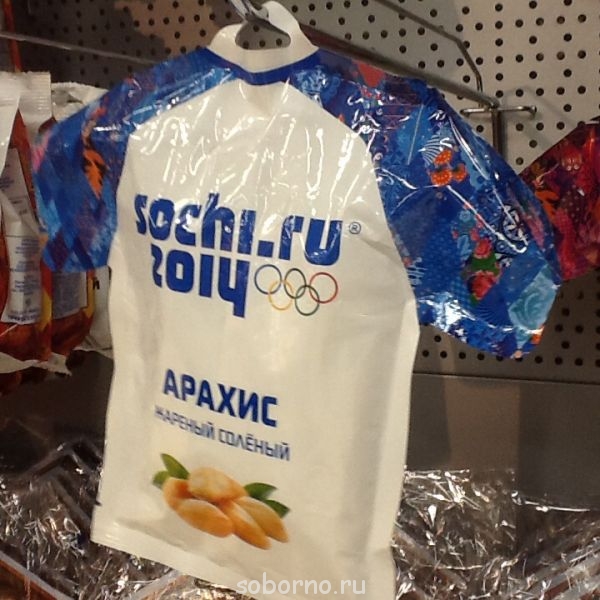 sochi.ru®
2014
АРАХИС
ЖАРЕНЫЙ СОЛЁНЫЙ
soborno.ru